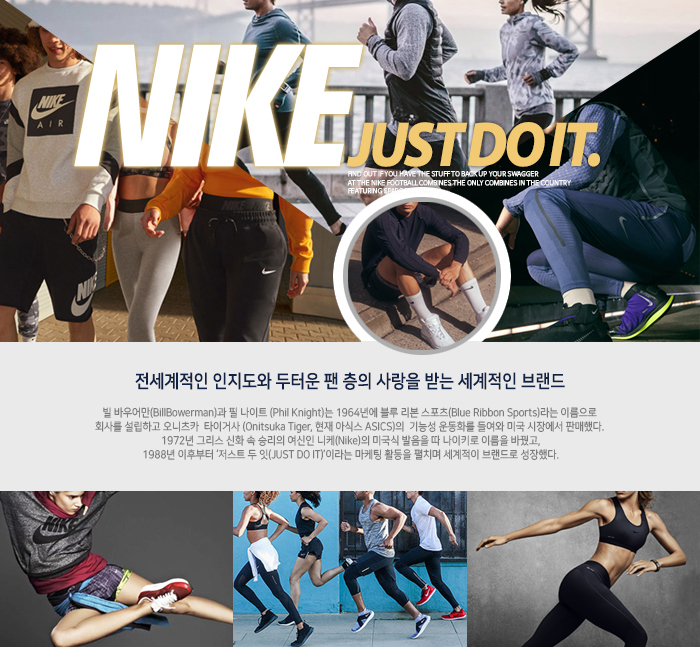 NIKE
AIR
NIKE
JUST DO IT.
FIND OUT IF YOU HAVE THE STUFF TO BACK UP YOUR SWAGGER
AT THE NIKE FOOTBALL COMBINES.THE ONLY COMBINES IN THE COUNTRY
FEATURING
NIKE
전세계적인 인지도와 두터운 팬 층의 사랑을 받는 세계적인 브랜드
빌 바우어만(BillBowerman)과 필 나이트 (Phil Knight)는 1964년에 블루 리본 스포츠(Blue Ribbon Sports)라는 이름으로
회사를 설립하고 오니츠카 타이거사 (Onitsuka Tiger, 현재 아식스 ASICS)의 기능성 운동화를 들여와 미국 시장에서 판매했다.
1972년 그리스 신화 속 승리의 여신인 니케(Nike)의 미국식 발음을 따 나이키로 이름을 바꿨고,
1988년 이후부터 '저스트 두 잇(JUST DO IT)'이라는 마케팅 활동을 펼치며 세계적이 브랜드로 성장했다.
NIKE